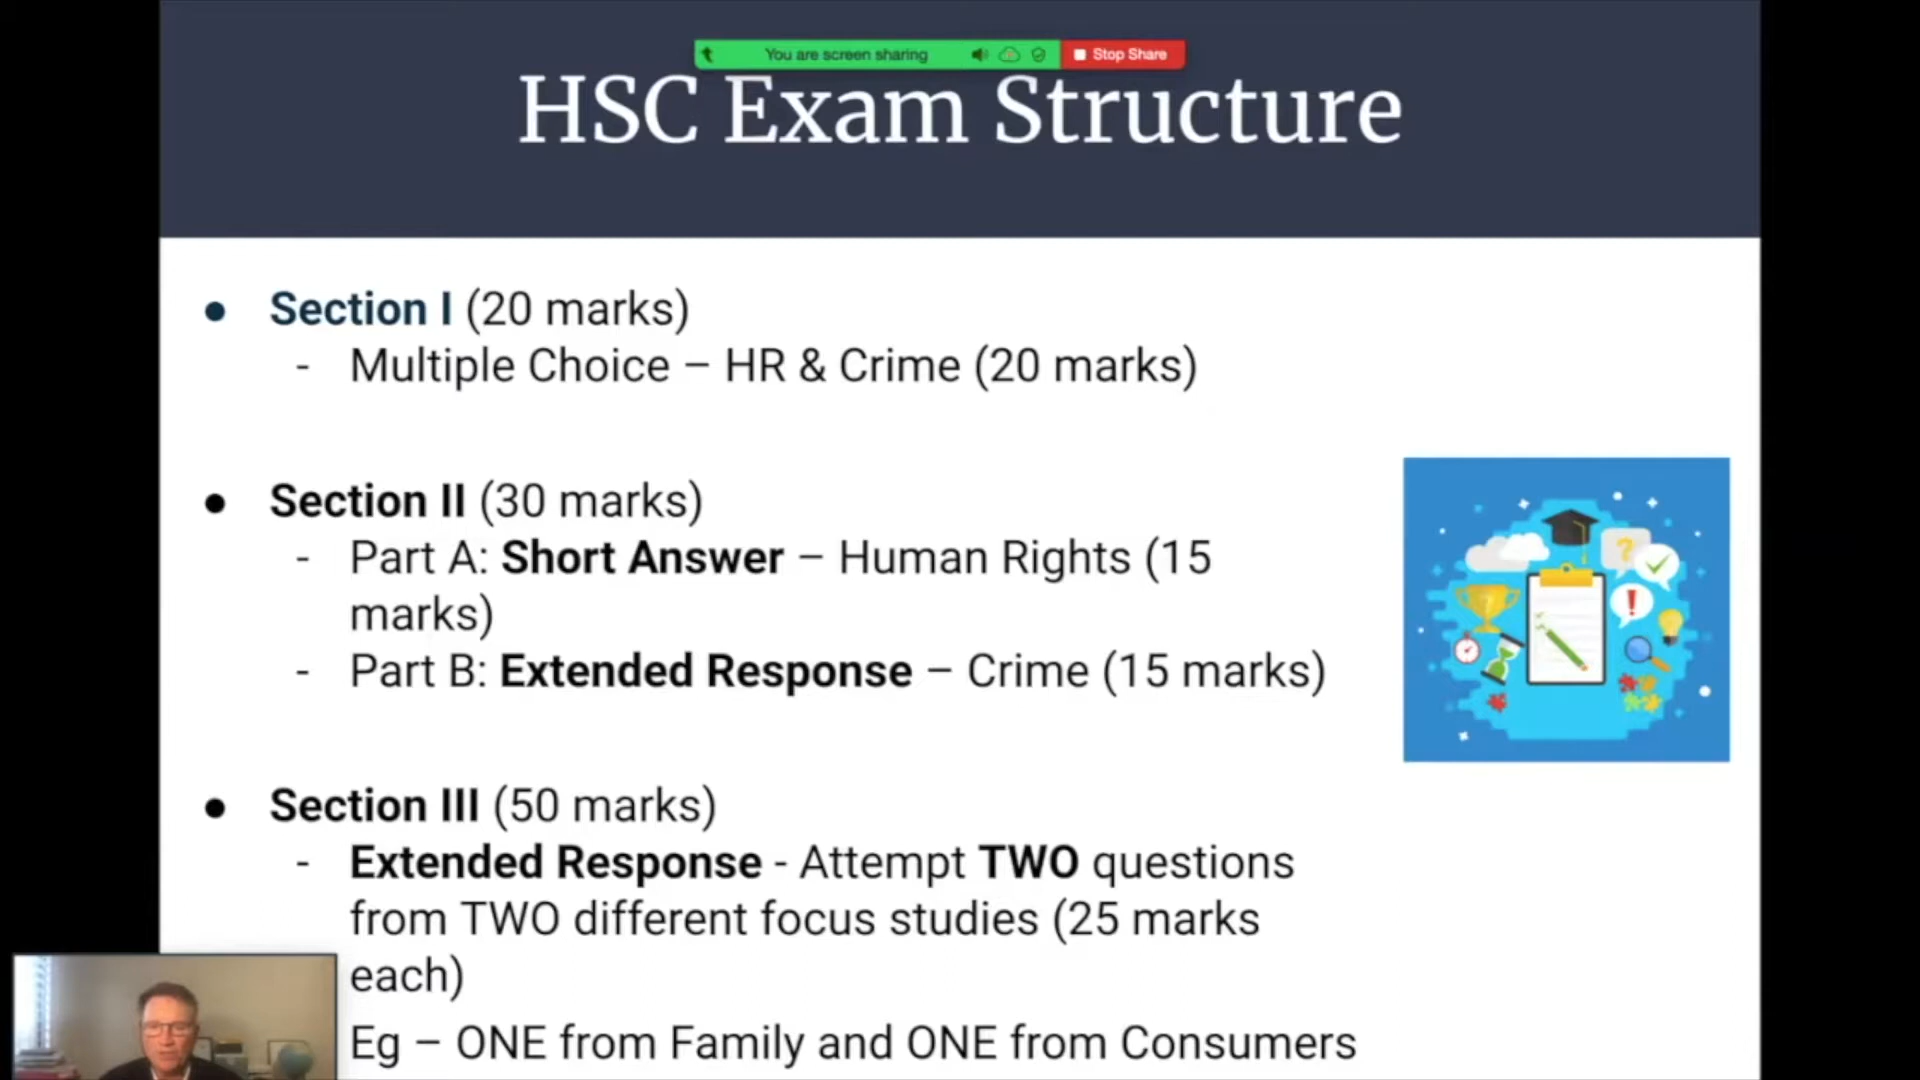 You are screen sharing
Stop Share
HSC Exam Structure
● Section I (20 marks)
- Multiple Choice – HR & Crime (20 marks)
● Section II (30 marks)
- Part A: Short Answer – Human Rights (15
marks)
- Part B: Extended Response – Crime (15 marks)
● Section III (50 marks)
- Extended Response - Attempt TWO questions
from TWO different focus studies (25 marks
each)
Eg – ONE from Family and ONE from Consumers